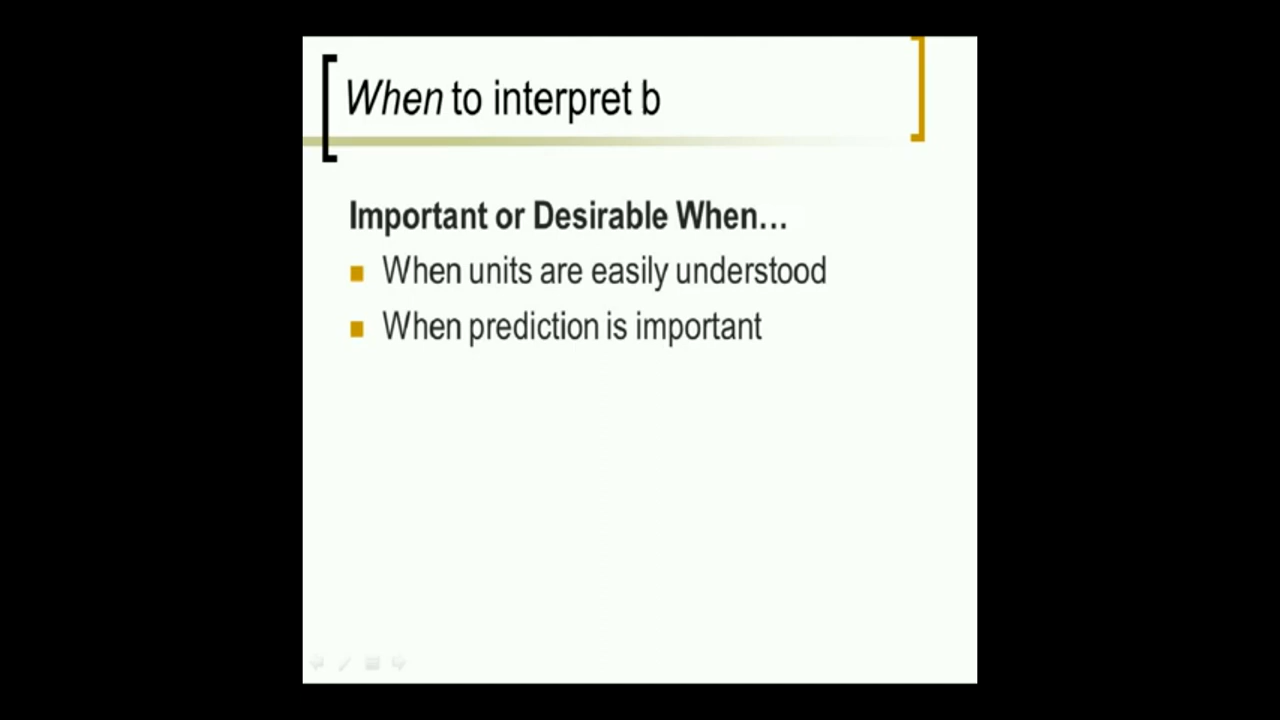 When to interpret b
Important or Desirable When…
When units are easily understood
When prediction is important